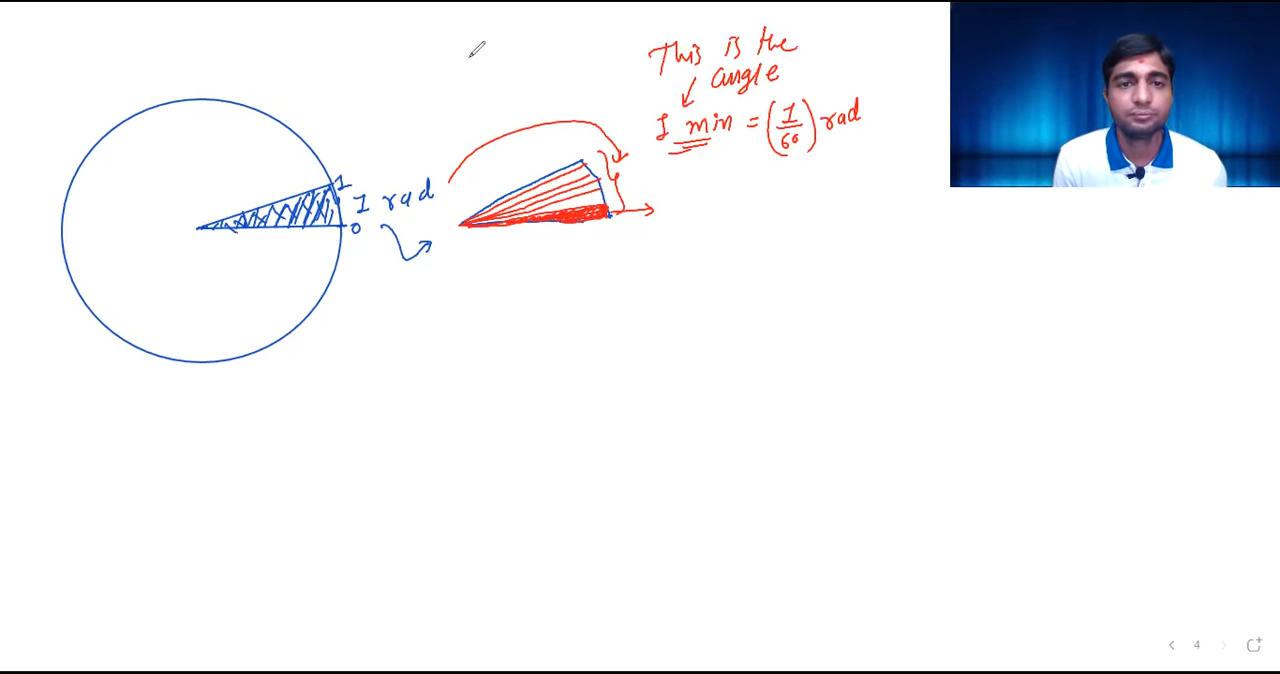 This is the
angle
1 min = (1/60) rad
1
1 rad
0
4